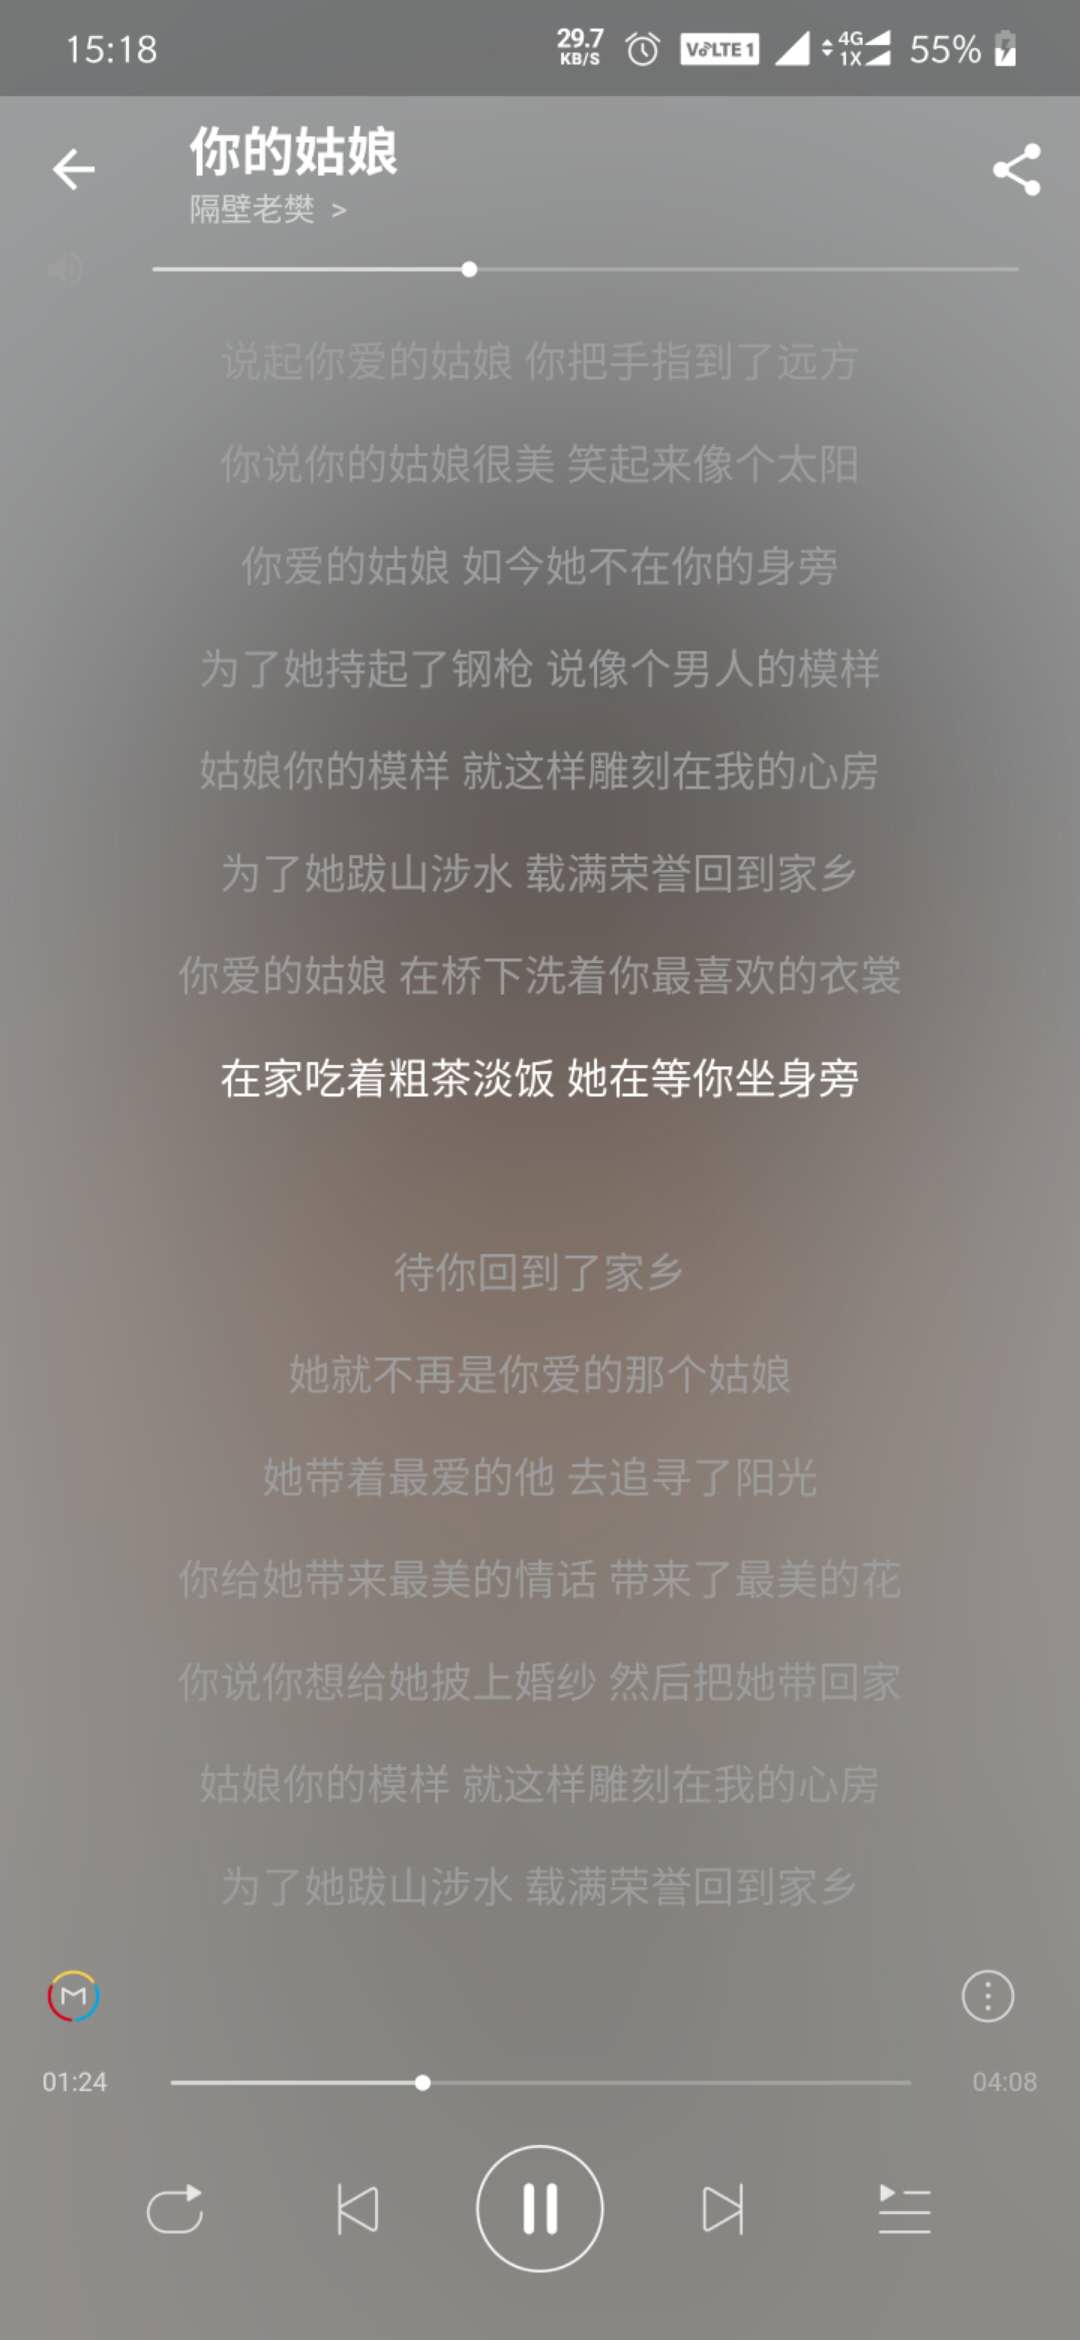 15:18
29.7
KB/S
VoLTE 1
4G
1X
55%
你的姑娘
隔壁老樊 >
说起你爱的姑娘 你把手指到了远方
你说你的姑娘很美 笑起来像个太阳
你爱的姑娘 如今她不在你的身旁
为了她持起了钢枪 说像个男人的模样
姑娘你的模样 就这样雕刻在我的心房
为了她跋山涉水 载满荣誉回到家乡
你爱的姑娘 在桥下洗着你最喜欢的衣裳
在家吃着粗茶淡饭 她在等你坐身旁
待你回到了家乡
她就不再是你爱的那个姑娘
她带着最爱的他 去追寻了阳光
你给她带来最美的情话 带来了最美的花
你说你想给她披上婚纱 然后把她带回家
姑娘你的模样 就这样雕刻在我的心房
为了她跋山涉水 载满荣誉回到家乡
M
01:24
04:08